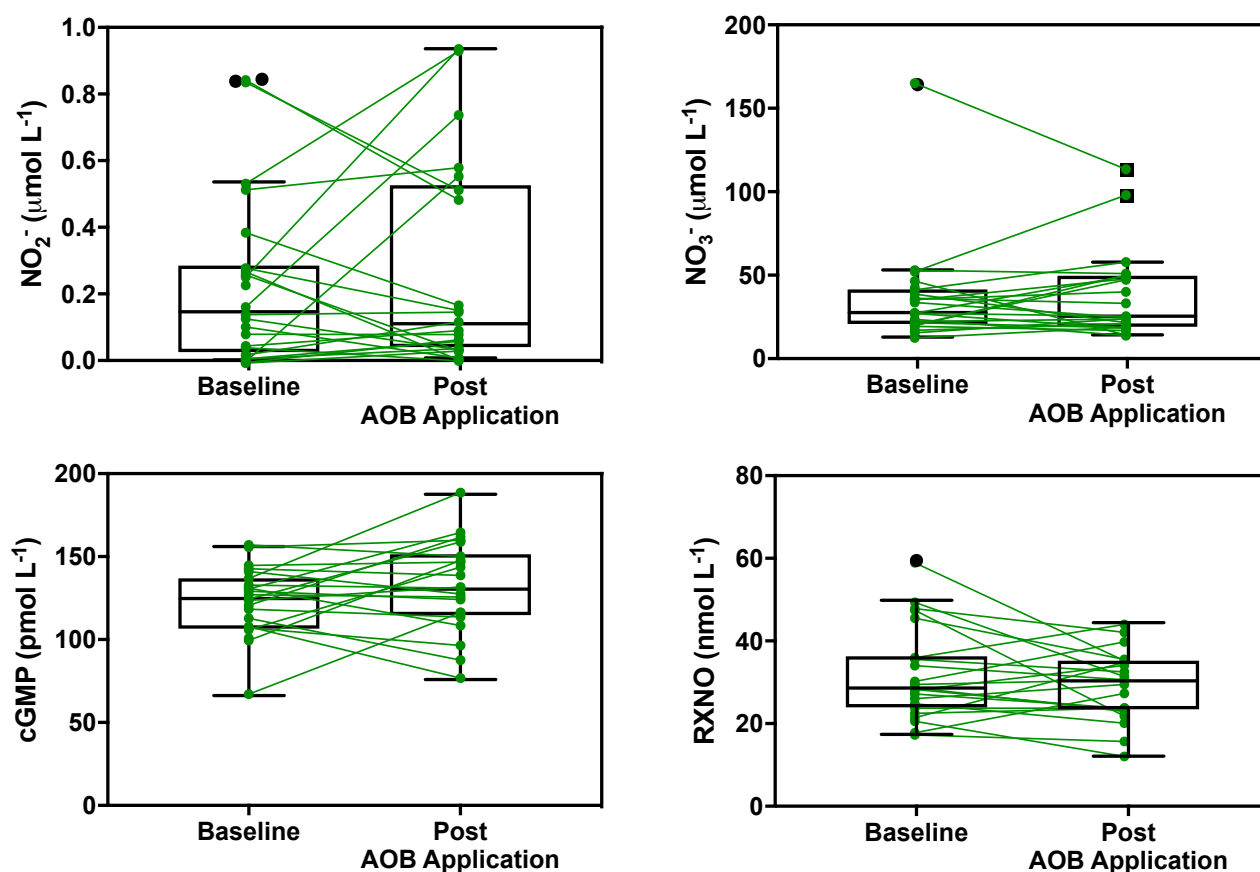 NO₂⁻ (μmol L⁻¹)
1.0
0.8
0.6
0.4
0.2
0.0
Baseline
Post
AOB Application
NO₃⁻ (μmol L⁻¹)
200
150
100
50
0
Baseline
Post
AOB Application
cGMP (pmol L⁻¹)
200
150
100
50
0
Baseline
Post
AOB Application
RXNO (nmol L⁻¹)
80
60
40
20
0
Baseline
Post
AOB Application